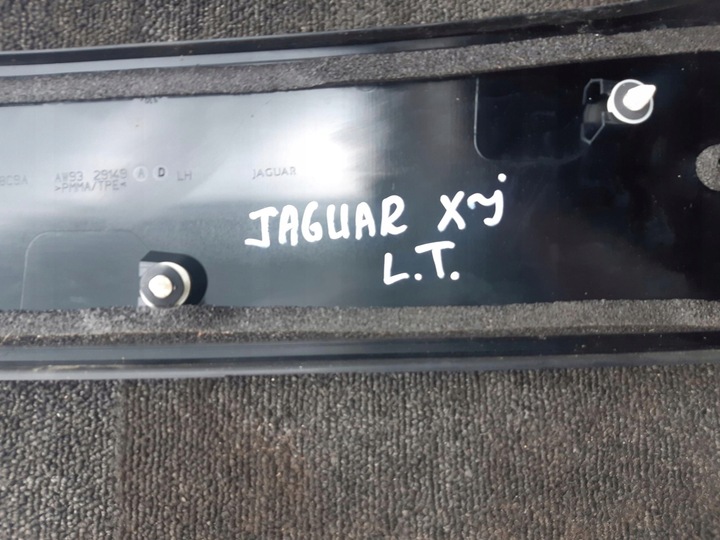 AW93 29149 A D LH JAGUAR
>PMMA/TPE<
JAGUAR Xj
L.T.